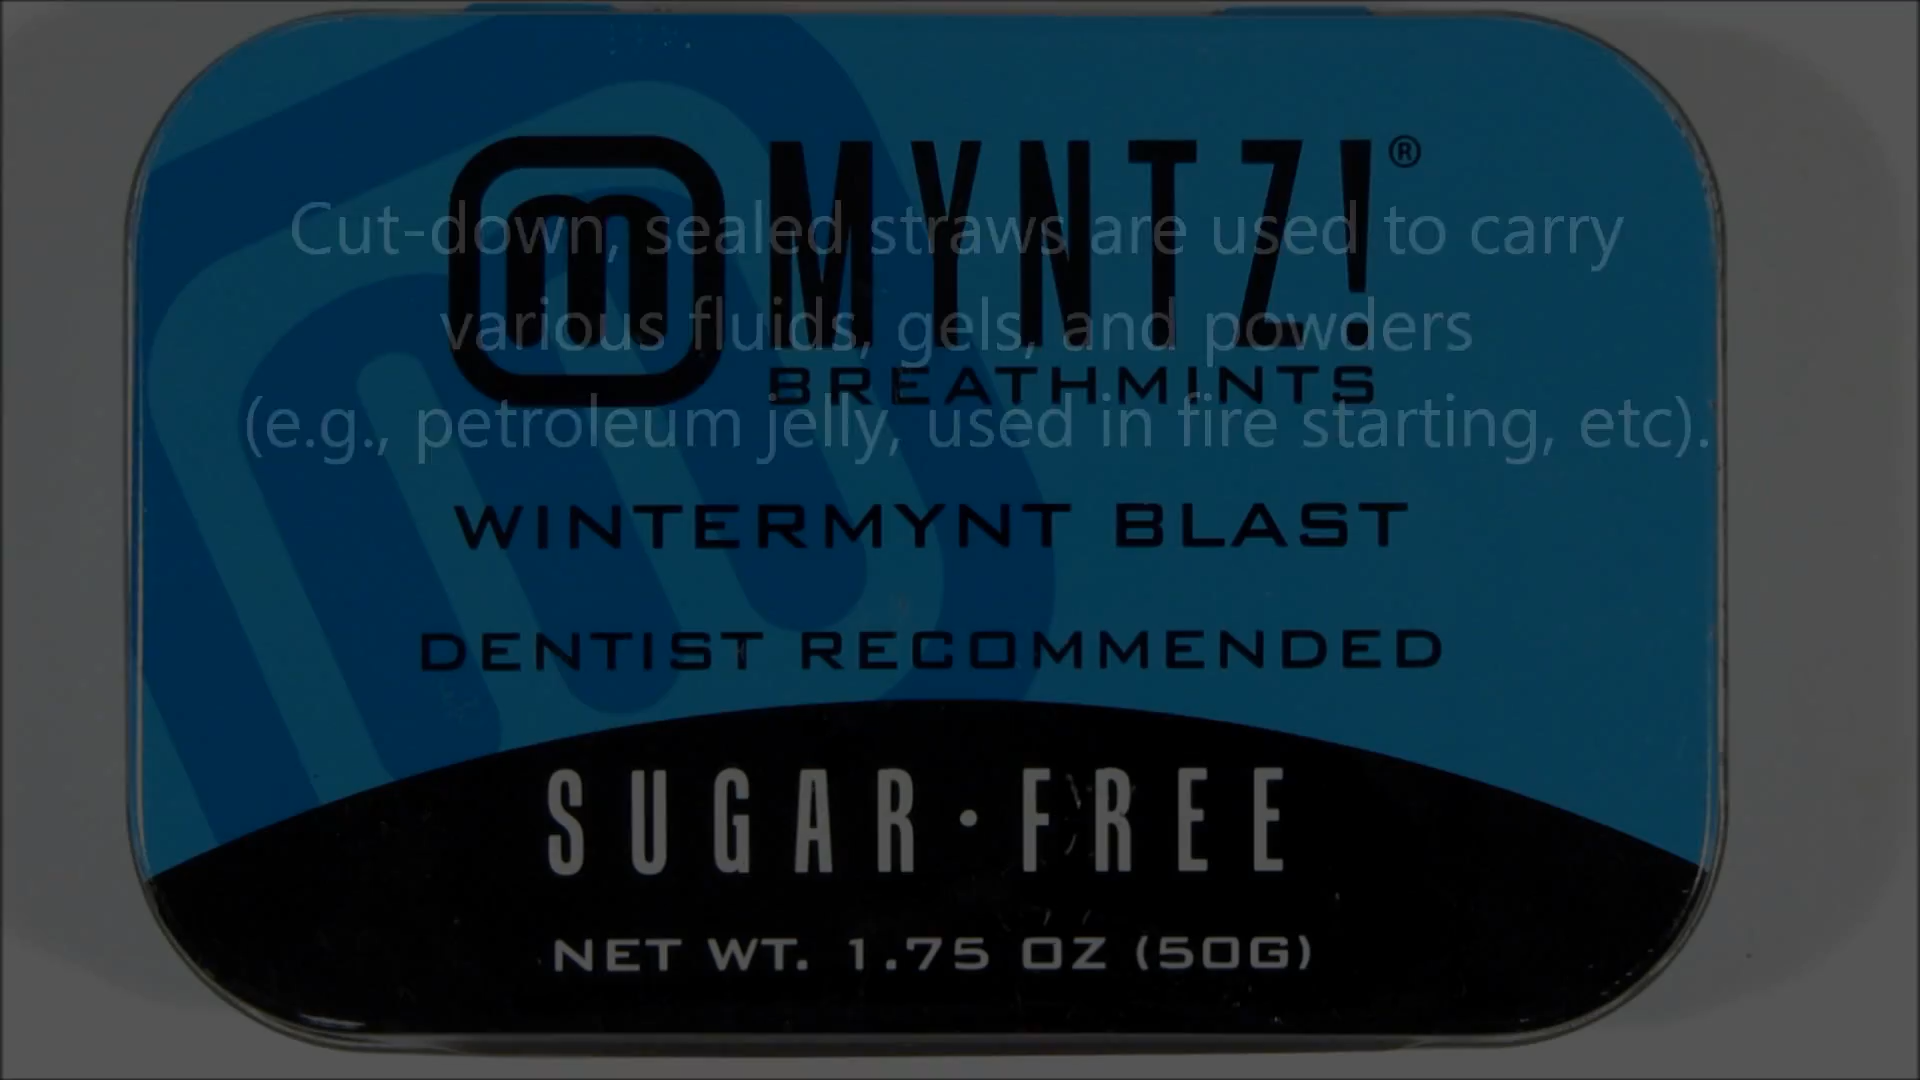 m MYNTZ!®
BREATHMINTS
WINTERMYNT BLAST
DENTIST RECOMMENDED
SUGAR·FREE
NET WT. 1.75 OZ (50G)
Cut-down, sealed straws are used to carry
various fluids, gels, and powders
(e.g., petroleum jelly, used in fire starting, etc).